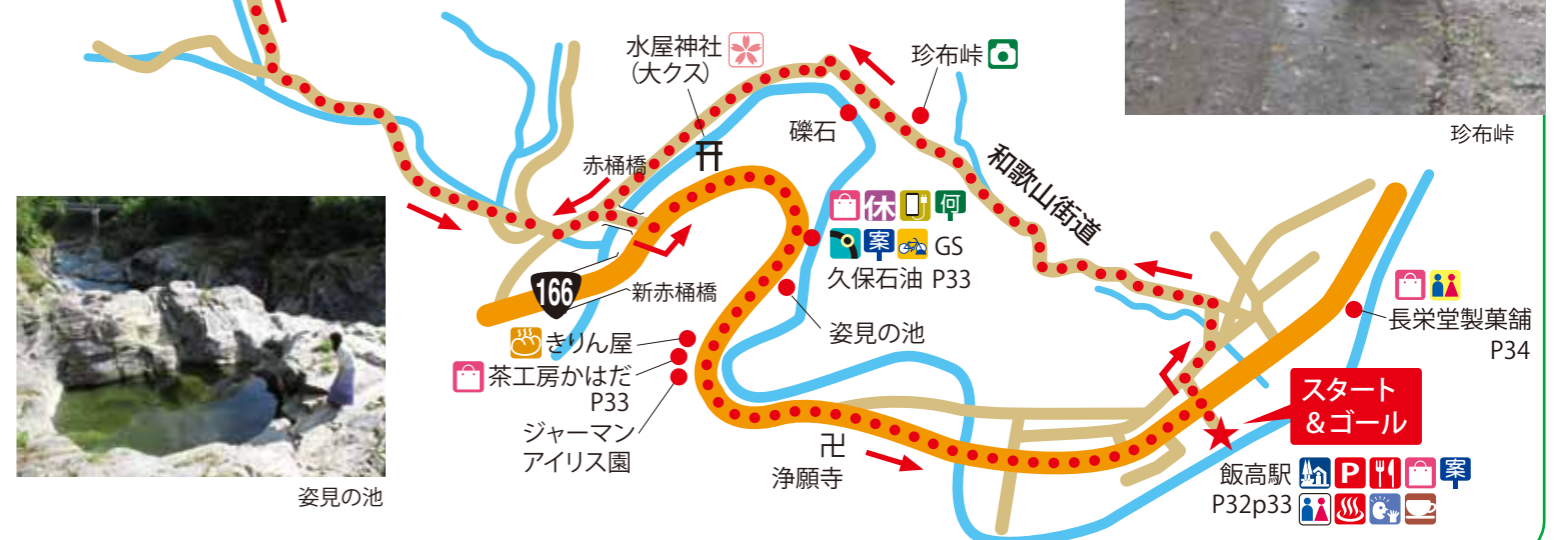 水屋神社
(大クス)
珍布峠
珍布峠
礫石
赤桶橋
和歌山街道
休
何
案
GS
久保石油 P33
166
新赤桶橋
姿見の池
長栄堂製菓舗
P34
きりん屋
茶工房かはだ
P33
ジャーマン
アイリス園
スタート
&ゴール
卍
浄願寺
飯高駅
P
案
P32p33
姿見の池